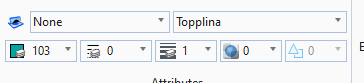 None Topplina
103 0 1 0 0
Attributes